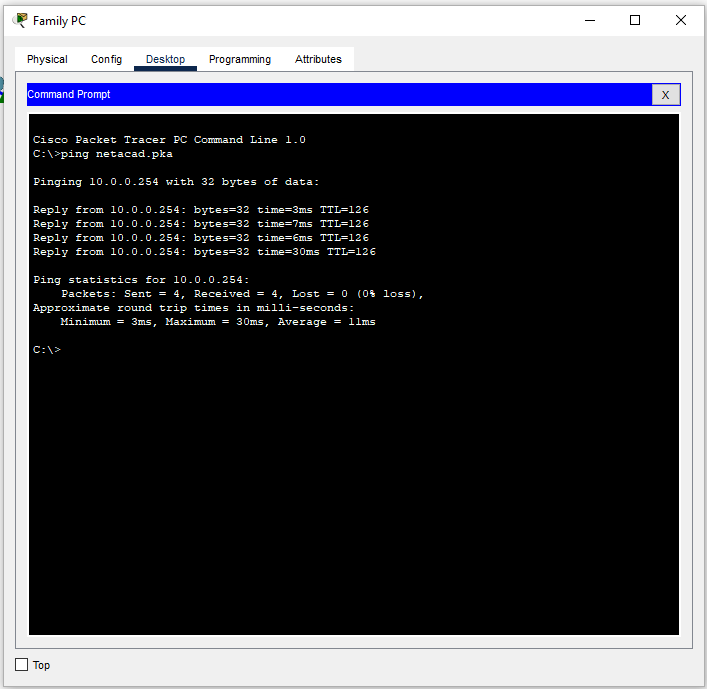 Family PC
Physical Config Desktop Programming Attributes
Command Prompt X
Cisco Packet Tracer PC Command Line 1.0
C:\>ping netacad.pka
Pinging 10.0.0.254 with 32 bytes of data:
Reply from 10.0.0.254: bytes=32 time=3ms TTL=126
Reply from 10.0.0.254: bytes=32 time=7ms TTL=126
Reply from 10.0.0.254: bytes=32 time=6ms TTL=126
Reply from 10.0.0.254: bytes=32 time=30ms TTL=126
Ping statistics for 10.0.0.254:
Packets: Sent = 4, Received = 4, Lost = 0 (0% loss),
Approximate round trip times in milli-seconds:
Minimum = 3ms, Maximum = 30ms, Average = 11ms
C:\>
Top